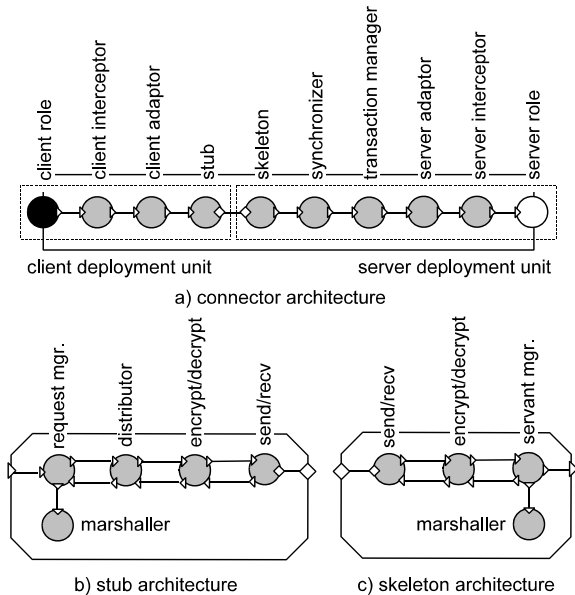 client role
client interceptor
client adaptor
stub
skeleton
synchronizer
transaction manager
server adaptor
server interceptor
server role
client deployment unit
server deployment unit
a) connector architecture
request mgr.
distributor
encrypt/decrypt
send/recv
marshaller
b) stub architecture
send/recv
encrypt/decrypt
servant mgr.
marshaller
c) skeleton architecture